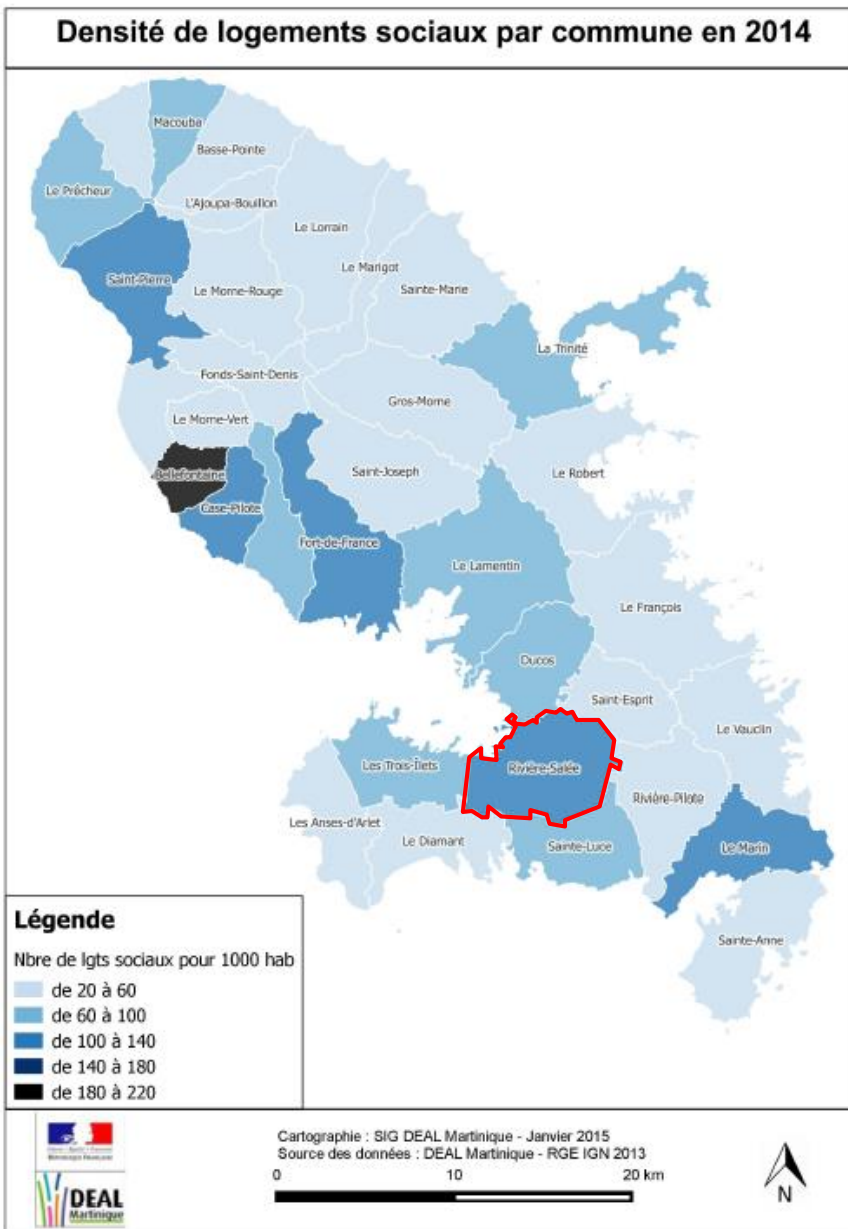 Densité de logements sociaux par commune en 2014
Macouba
Basse-Pointe
Le Prêcheur
L'Ajoupa-Bouillon
Le Lorrain
Le Marigot
Saint-Pierre
Le Morne-Rouge
Sainte-Marie
La Trinité
Fonds-Saint-Denis
Gros-Morne
Le Morne-Vert
Bellefontaine
Saint-Joseph
Le Robert
Case-Pilote
Fort-de-France
Le Lamentin
Le François
Ducos
Saint-Esprit
Le Vauclin
Les Trois-Îlets
Rivière-Salée
Rivière-Pilote
Les Anses-d'Arlet
Le Diamant
Sainte-Luce
Le Marin
Sainte-Anne
Légende
Nbre de lgts sociaux pour 1000 hab
de 20 à 60
de 60 à 100
de 100 à 140
de 140 à 180
de 180 à 220
Cartographie : SIG DEAL Martinique - Janvier 2015
Source des données : DEAL Martinique - RGE IGN 2013
0 10 20 km
N
RÉPUBLIQUE FRANÇAISE
DEAL
Martinique